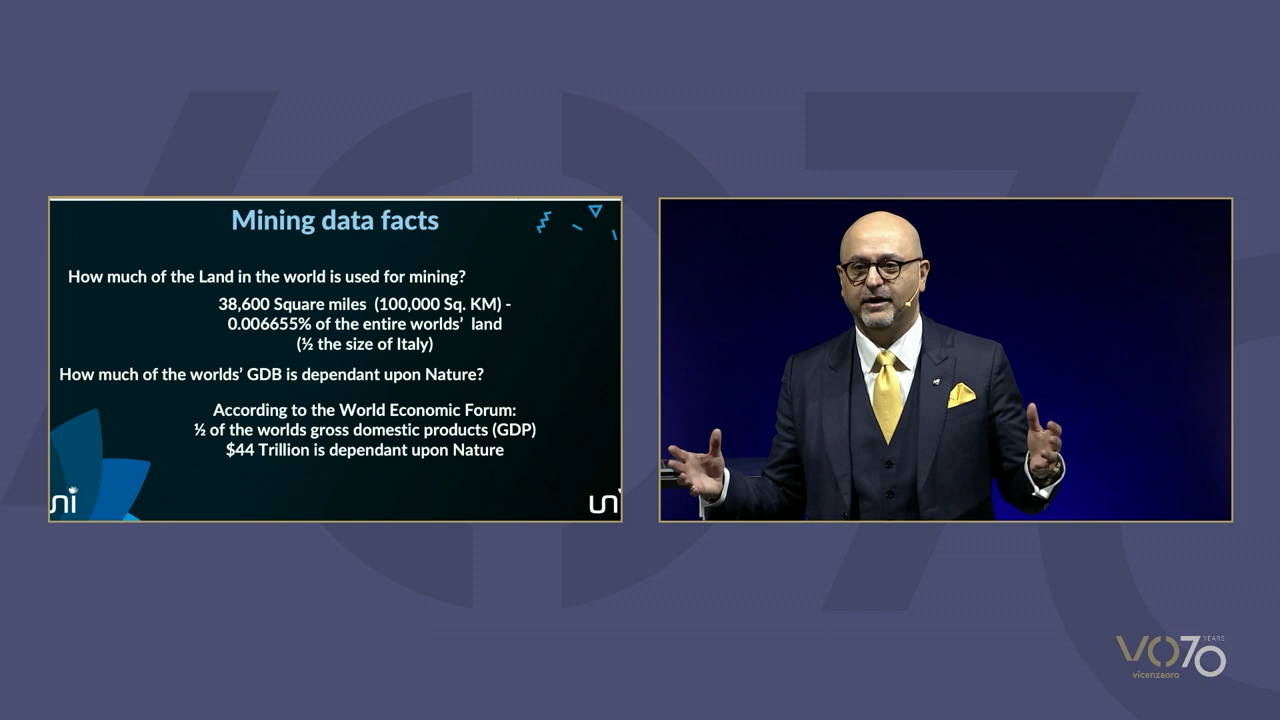 Mining data facts
How much of the Land in the world is used for mining?
38,600 Square miles (100,000 Sq. KM) -
0.006655% of the entire worlds’ land
(½ the size of Italy)
How much of the worlds’ GDB is dependant upon Nature?
According to the World Economic Forum:
½ of the worlds gross domestic products (GDP)
$44 Trillion is dependant upon Nature
ni
uni
VO70 YEARS
vicenzaoro